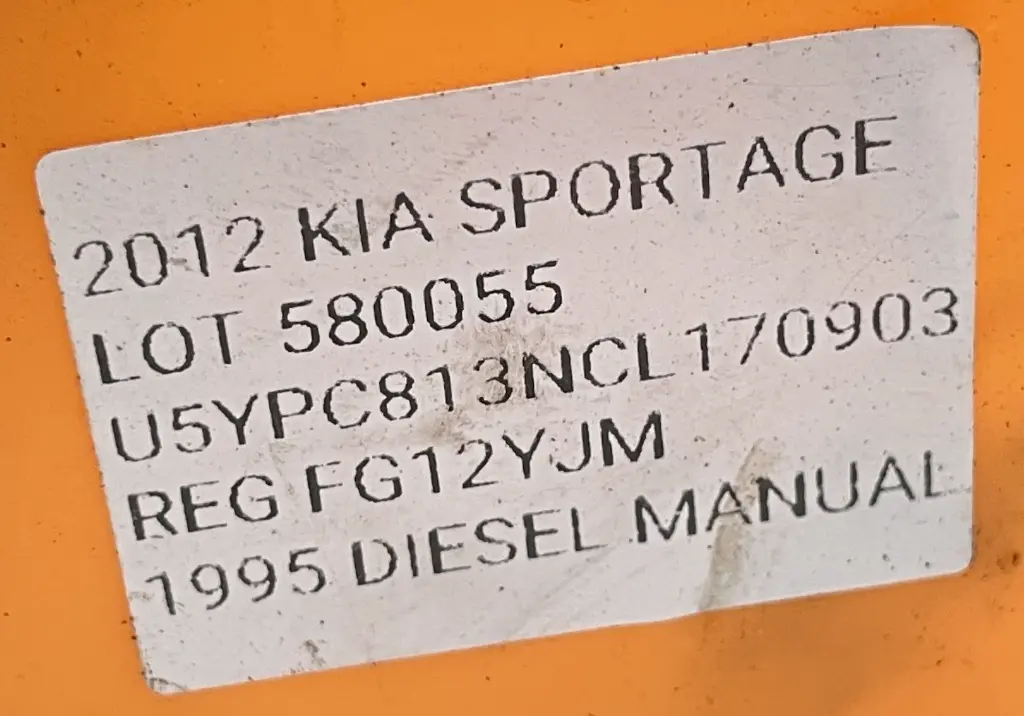 2012 KIA SPORTAGE
LOT 580055
U5YPC813NCL170903
REG FG12YJM
1995 DIESEL MANUAL